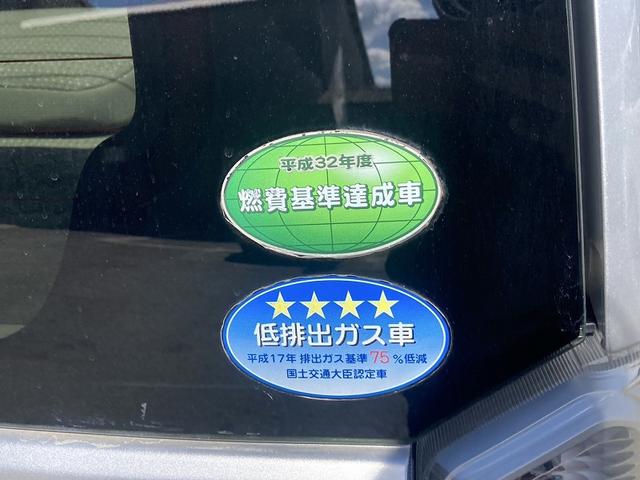 平成32年度
燃費基準達成車
★★★★
低排出ガス車
平成17年 排出ガス基準75%低減
国土交通大臣認定車